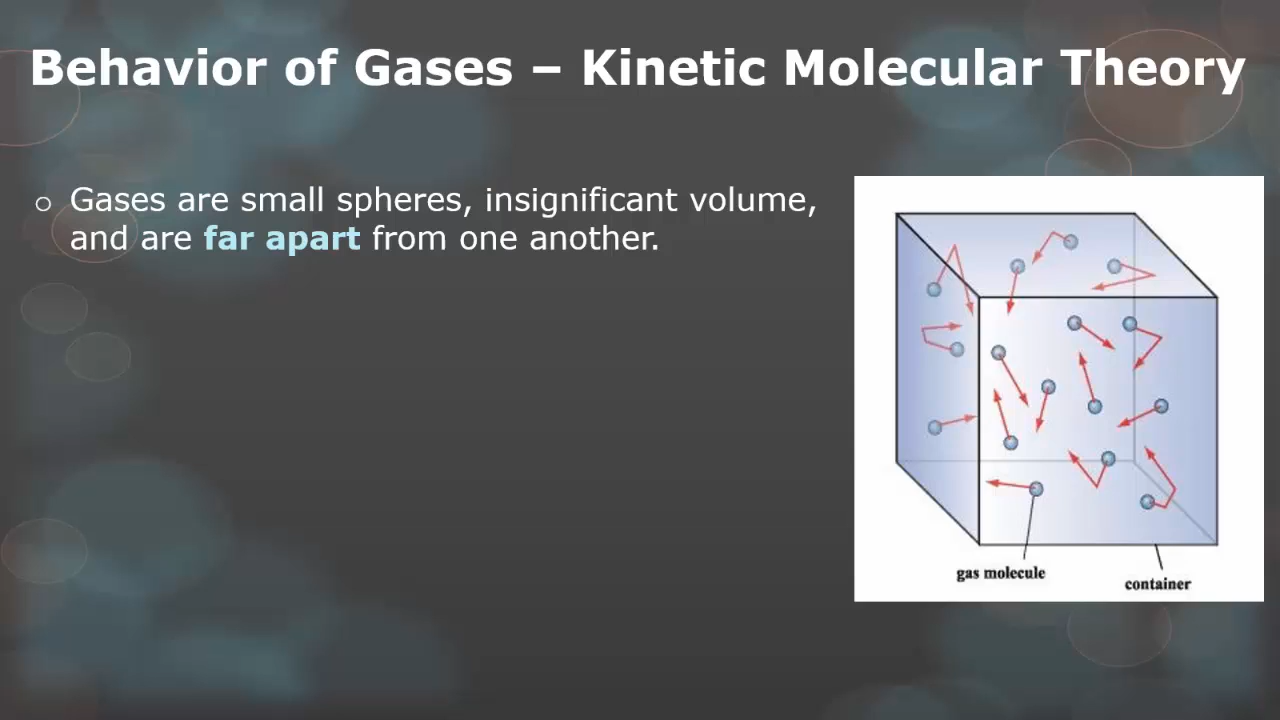 Behavior of Gases – Kinetic Molecular Theory
Gases are small spheres, insignificant volume,
and are far apart from one another.
gas molecule
container